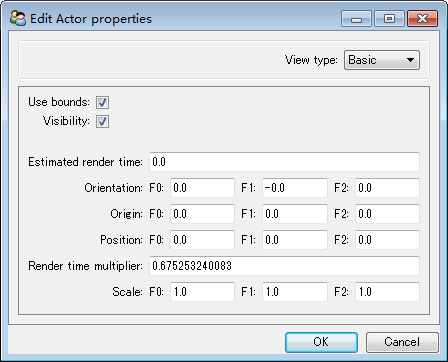 Edit Actor properties
View type: Basic
Use bounds:
Visibility:
Estimated render time: 0.0
Orientation: F0: 0.0 F1: -0.0 F2: 0.0
Origin: F0: 0.0 F1: 0.0 F2: 0.0
Position: F0: 0.0 F1: 0.0 F2: 0.0
Render time multiplier: 0.675253240083
Scale: F0: 1.0 F1: 1.0 F2: 1.0
OK Cancel